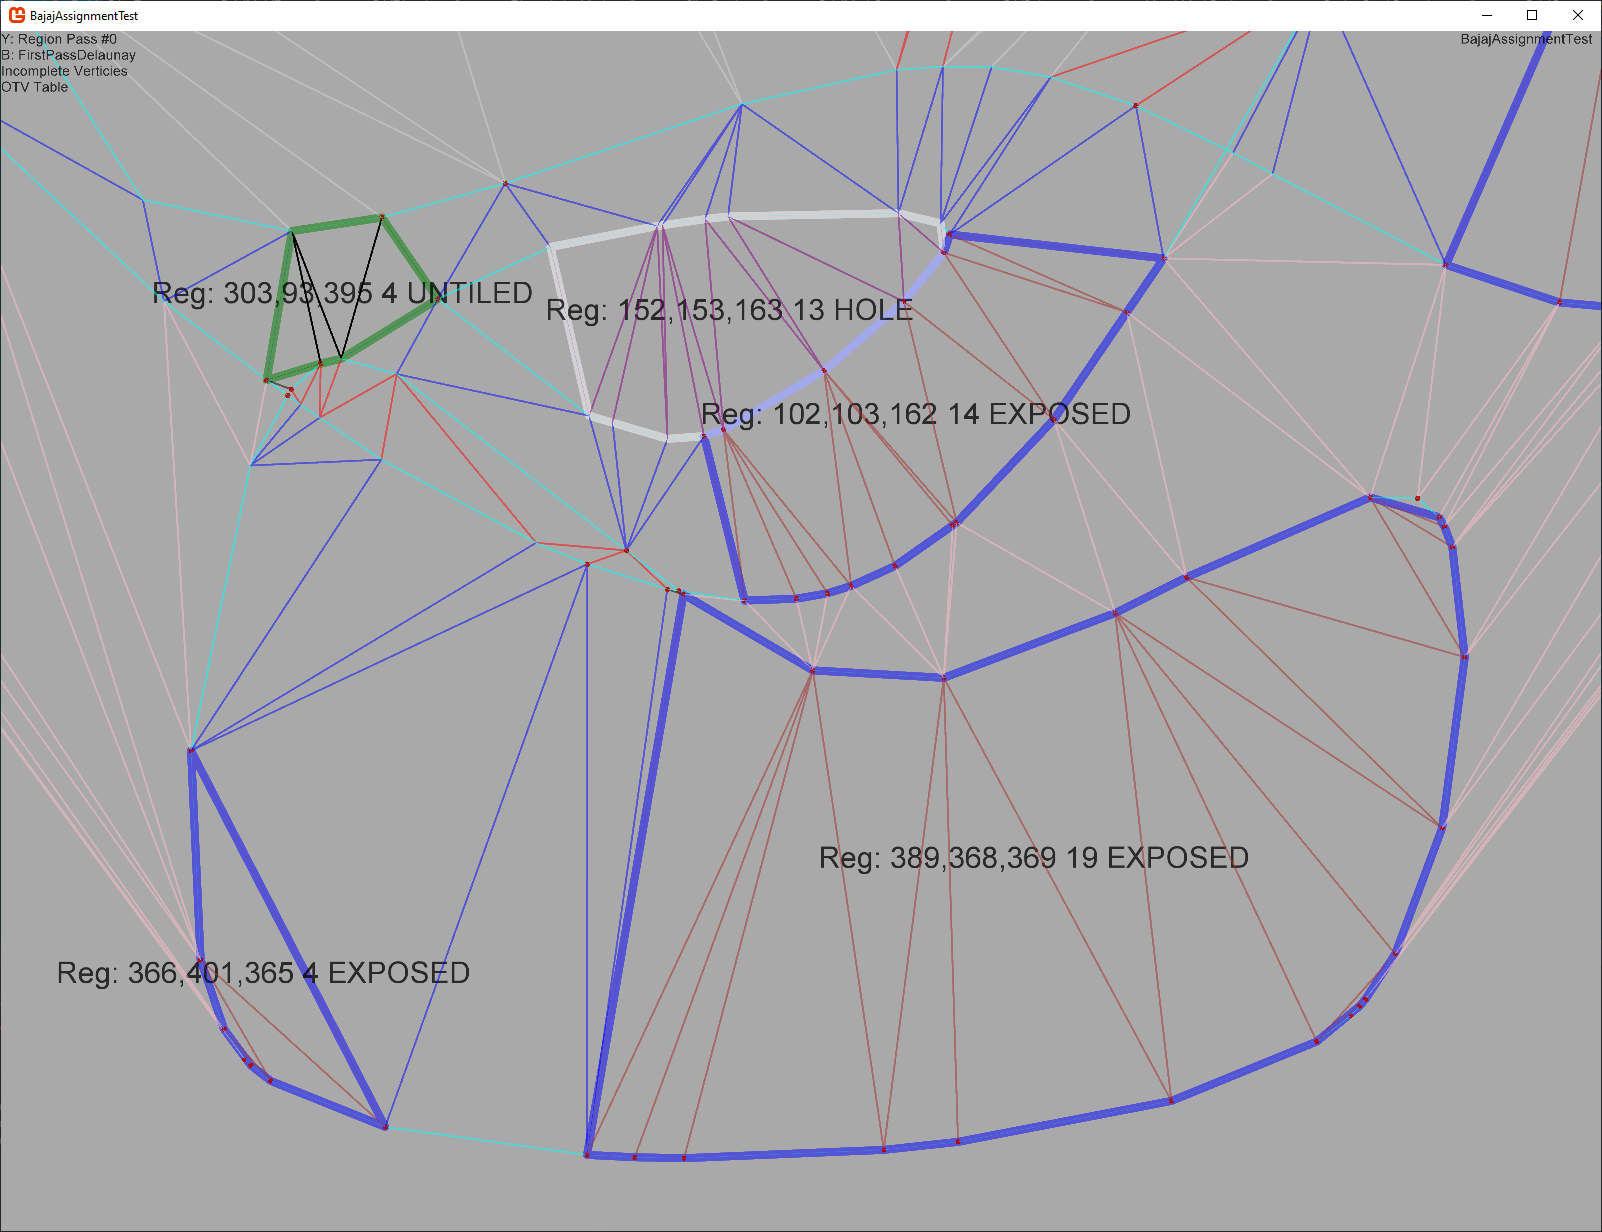 BajajAssignmentTest
Y: Region Pass #0
BajajAssignmentTest
B: FirstPassDelaunay
Incomplete Verticies
OTV Table
Reg: 303,93,395 4 UNTILED
Reg: 152,153,163 13 HOLE
Reg: 102,103,162 14 EXPOSED
Reg: 389,368,369 19 EXPOSED
Reg: 366,401,365 4 EXPOSED